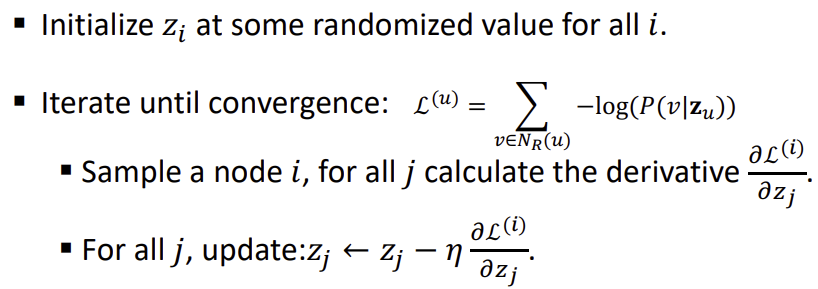 ▪ Initialize z_i at some randomized value for all i.
▪ Iterate until convergence: ℒ^(u) = ∑_{v∈N_R(u)} −log(P(v|𝐳_u))
▪ Sample a node i, for all j calculate the derivative ∂ℒ^(i)/∂z_j.
▪ For all j, update:z_j ← z_j − η ∂ℒ^(i)/∂z_j.